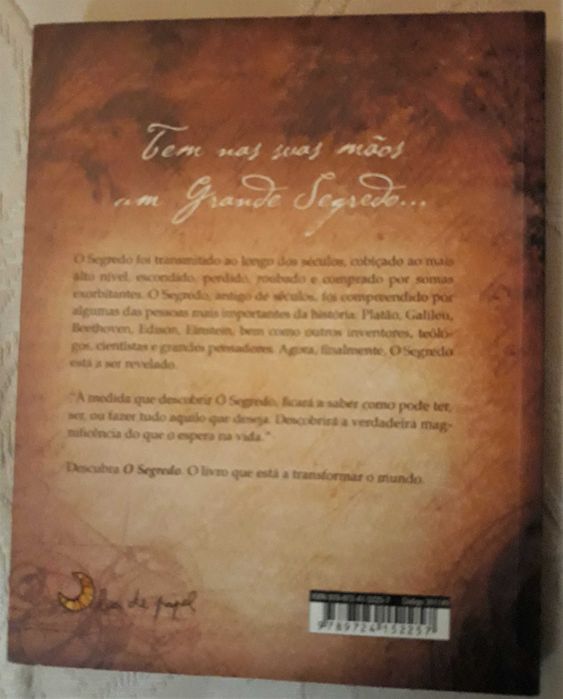 Tem nas suas mãos
um Grande Segredo...
O Segredo foi transmitido ao longo dos séculos, cobiçado ao mais
alto nível, escondido, perdido, roubado e comprado por somas
exorbitantes. O Segredo, antigo de séculos, foi compreendido por
algumas das pessoas mais importantes da história: Platão, Galileu,
Beethoven, Edison, Einstein, bem como outros inventores, teólo-
gos, cientistas e grandes pensadores. Agora, finalmente, O Segredo
está a ser revelado.
"À medida que descobrir O Segredo, ficará a saber como pode ter,
ser, ou fazer tudo aquilo que deseja. Descobrirá a verdadeira mag-
nificência do que o espera na vida."
Descubra O Segredo. O livro que está a transformar o mundo.
lua de papel
ISBN
9789724152257